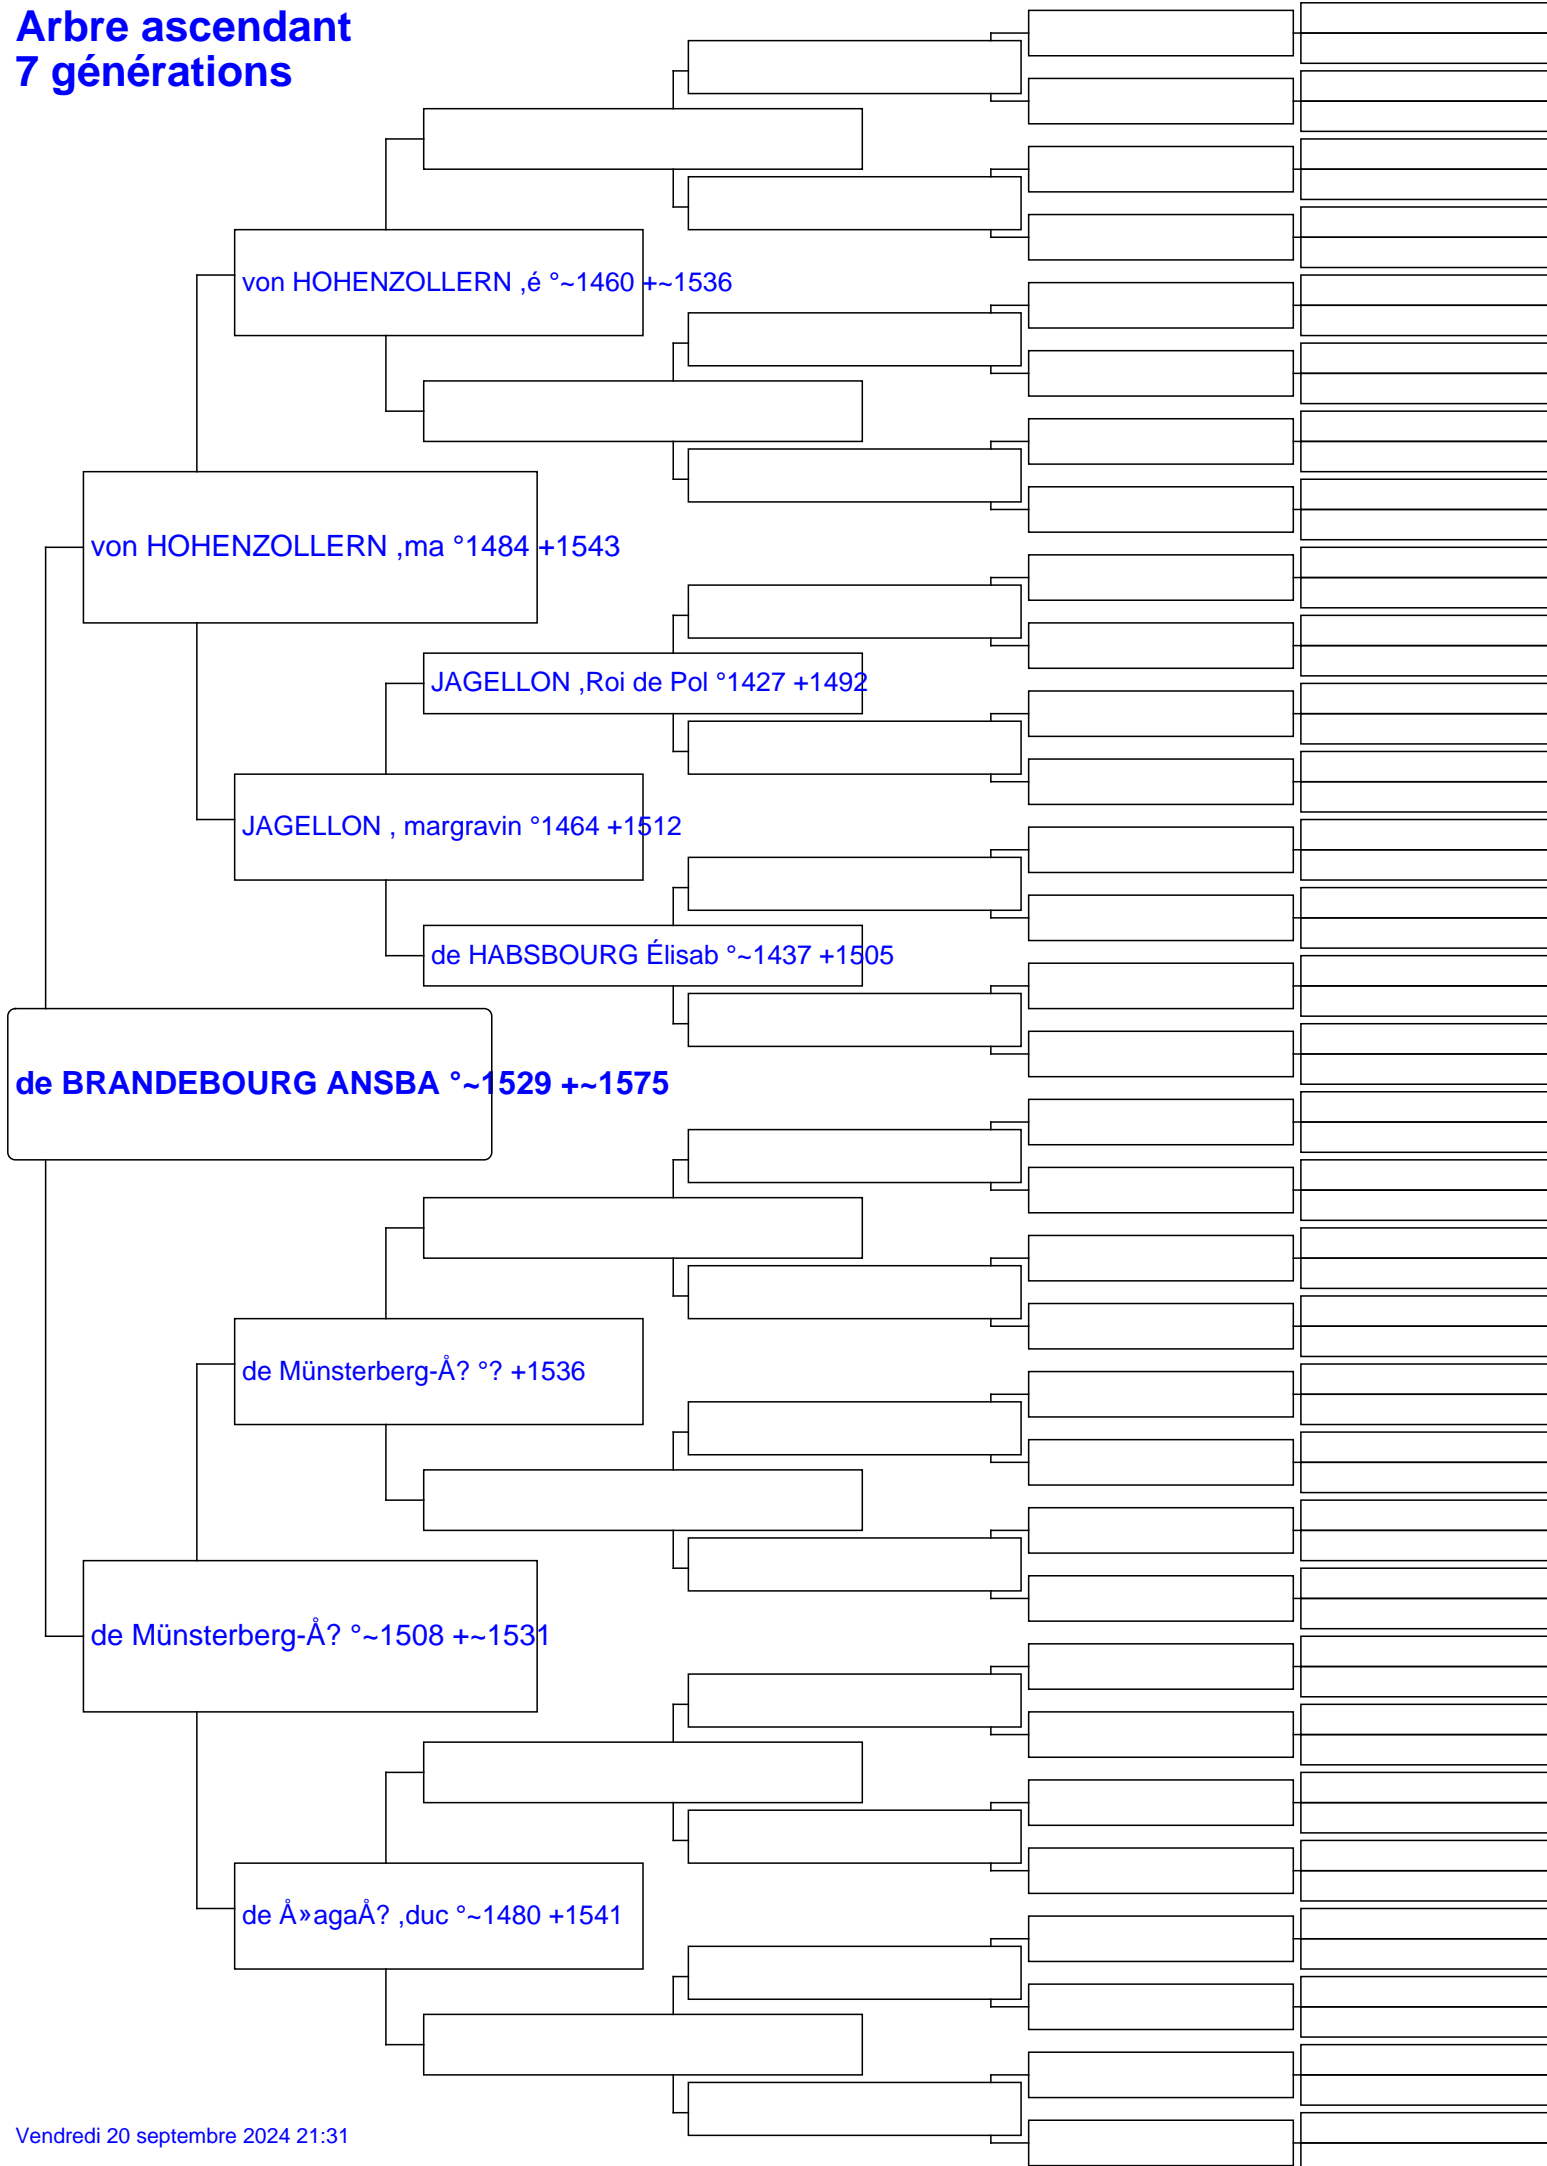 Arbre ascendant
7 générations
von HOHENZOLLERN ,é °~1460 +~1536
von HOHENZOLLERN ,ma °1484 +1543
JAGELLON ,Roi de Pol °1427 +1492
JAGELLON , margravin °1464 +1512
de HABSBOURG Élisab °~1437 +1505
de BRANDEBOURG ANSBA °~1529 +~1575
de Münsterberg-Å? °? +1536
de Münsterberg-Å? °~1508 +~1531
de Å»agaÅ? ,duc °~1480 +1541
Vendredi 20 septembre 2024 21:31